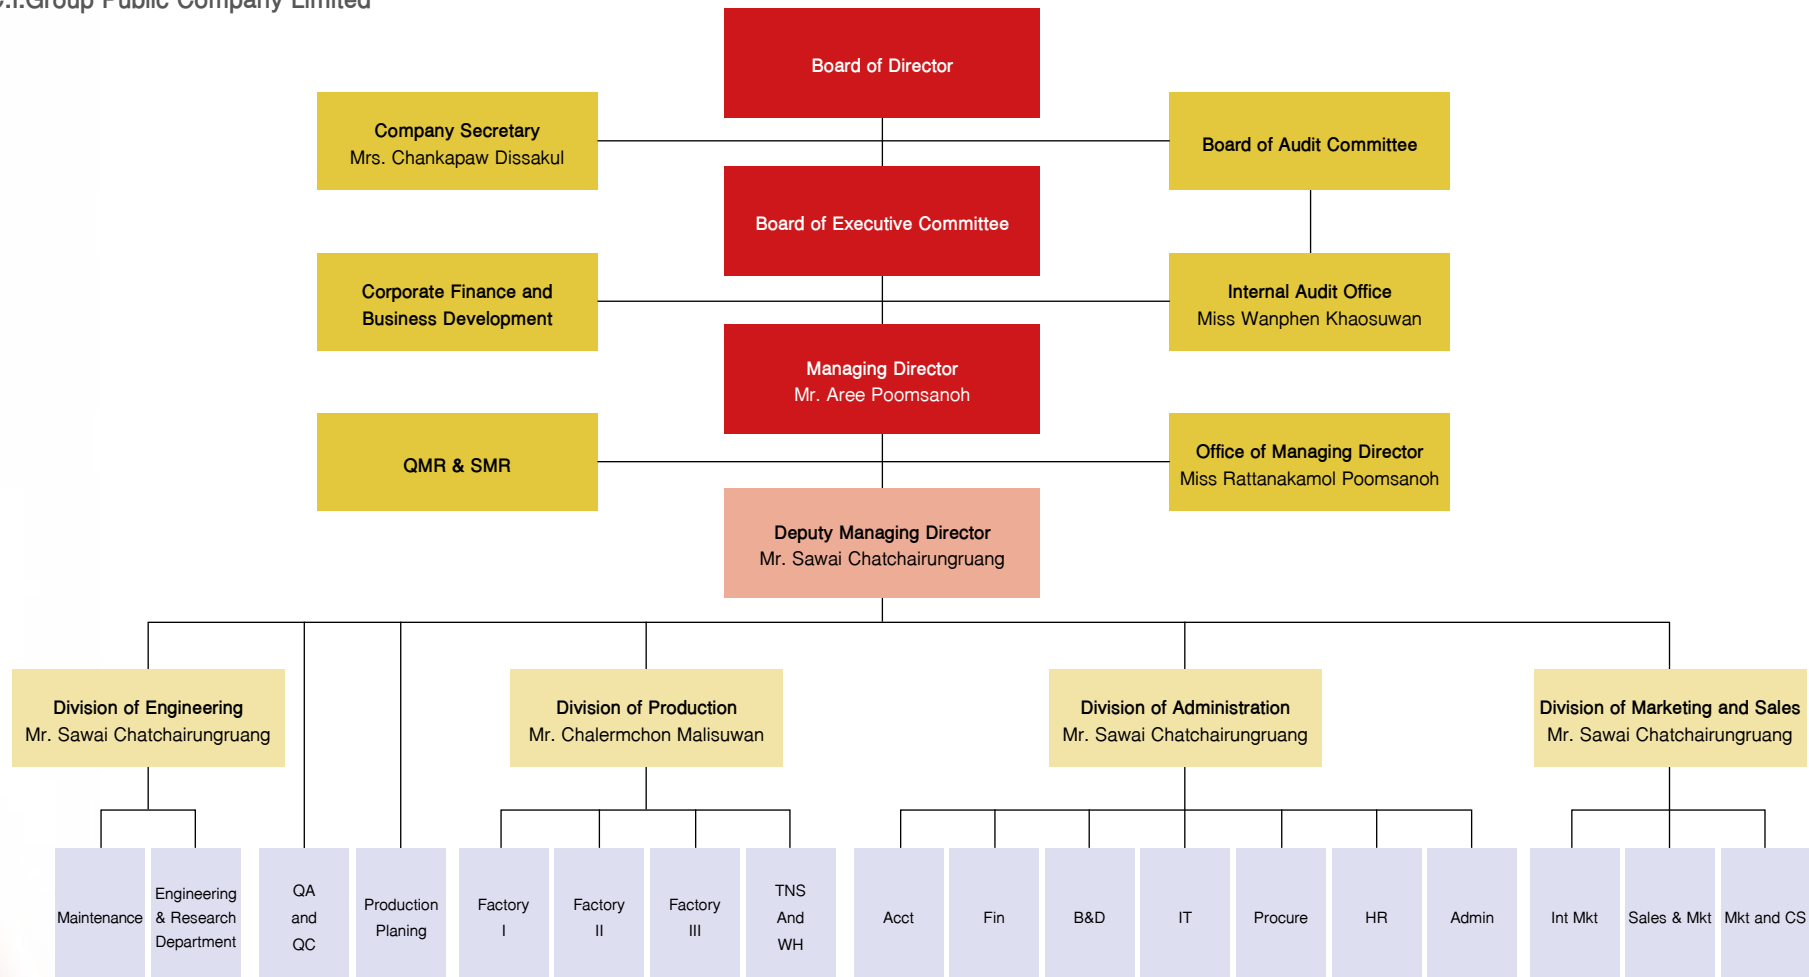 Group Public Company Limited
Board of Director
Company Secretary
Mrs. Chankapaw Dissakul
Board of Audit Committee
Board of Executive Committee
Corporate Finance and
Business Development
Internal Audit Office
Miss Wanphen Khaosuwan
Managing Director
Mr. Aree Poomsanoh
QMR & SMR
Office of Managing Director
Miss Rattanakamol Poomsanoh
Deputy Managing Director
Mr. Sawai Chatchairungruang
Division of Engineering
Mr. Sawai Chatchairungruang
Division of Production
Mr. Chalermchon Malisuwan
Division of Administration
Mr. Sawai Chatchairungruang
Division of Marketing and Sales
Mr. Sawai Chatchairungruang
Maintenance
Engineering
& Research
Department
QA
and
QC
Production
Planing
Factory
I
Factory
II
Factory
III
TNS
And
WH
Acct
Fin
B&D
IT
Procure
HR
Admin
Int Mkt
Sales & Mkt
Mkt and CS